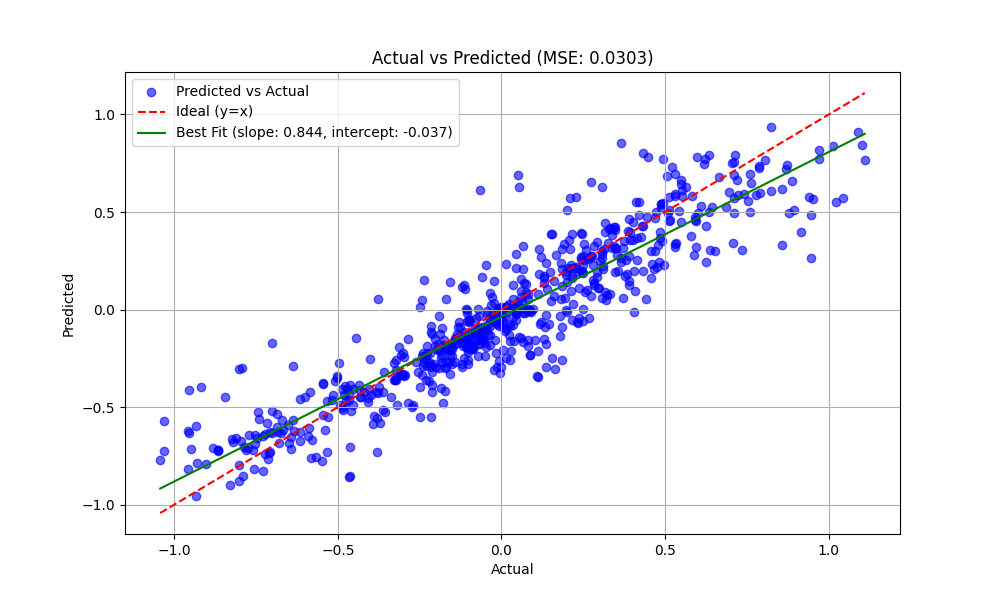 Actual vs Predicted (MSE: 0.0303)
Predicted vs Actual
Ideal (y=x)
Best Fit (slope: 0.844, intercept: -0.037)
1.0
0.5
0.0
−0.5
−1.0
Predicted
−1.0
−0.5
0.0
0.5
1.0
Actual